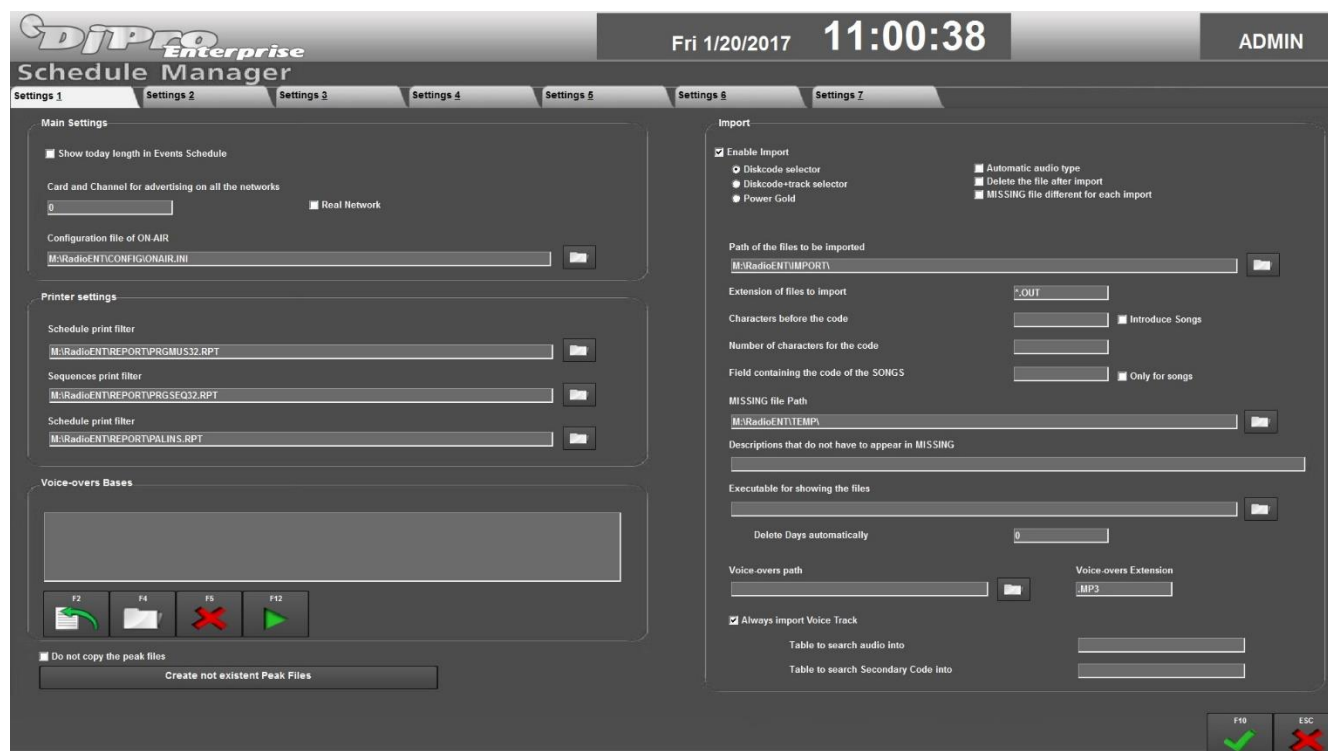 DjPro
Enterprise
Fri 1/20/2017 11:00:38
ADMIN
Schedule Manager
Settings 1 Settings 2 Settings 3 Settings 4 Settings 5 Settings 6 Settings 7
Main Settings
Show today length in Events Schedule
Card and Channel for advertising on all the networks
0
Real Network
Configuration file of ON-AIR
M:\RadioENT\CONFIG\ONAIR.INI
Printer settings
Schedule print filter
M:\RadioENT\REPORT\PRGMUS32.RPT
Sequences print filter
M:\RadioENT\REPORT\PRGSEQ32.RPT
Schedule print filter
M:\RadioENT\REPORT\PALINS.RPT
Voice-overs Bases
F2 F4 F5 F12
Do not copy the peak files
Create not existent Peak Files
Import
Enable Import
Diskcode selector
Diskcode+track selector
Power Gold
Automatic audio type
Delete the file after import
MISSING file different for each import
Path of the files to be imported
M:\RadioENT\IMPORT\
Extension of files to import
*.OUT
Characters before the code
Introduce Songs
Number of characters for the code
Field containing the code of the SONGS
Only for songs
MISSING file Path
M:\RadioENT\TEMP\
Descriptions that do not have to appear in MISSING
Executable for showing the files
Delete Days automatically
0
Voice-overs path
Voice-overs Extension
.MP3
Always import Voice Track
Table to search audio into
Table to search Secondary Code into
F10 ESC